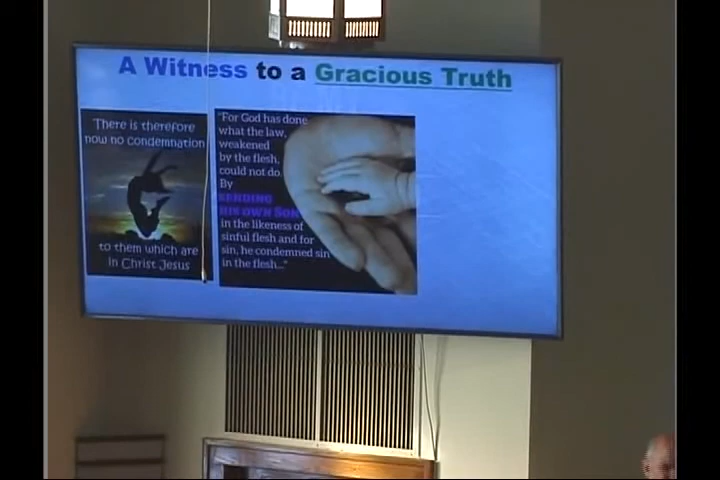 A Witness to a Gracious Truth
There is therefore
now no condemnation
to them which are
in Christ Jesus
"For God has done
what the law,
weakened
by the flesh,
could not do.
By
SENDING
HIS OWN SON
in the likeness of
sinful flesh and for
sin, he condemned sin
in the flesh..."